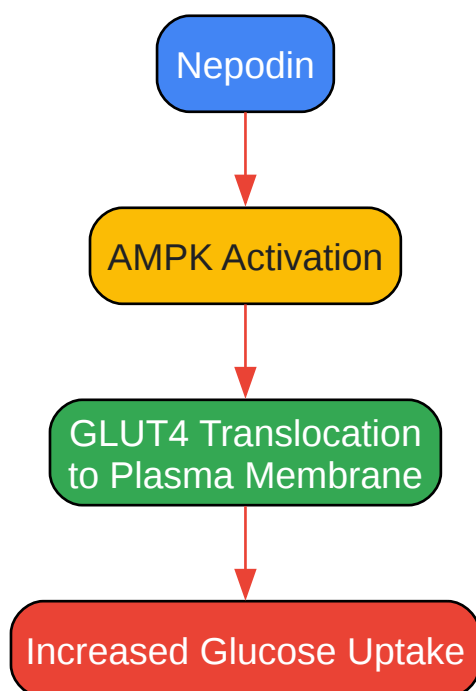 Nepodin
AMPK Activation
GLUT4 Translocation
to Plasma Membrane
Increased Glucose Uptake